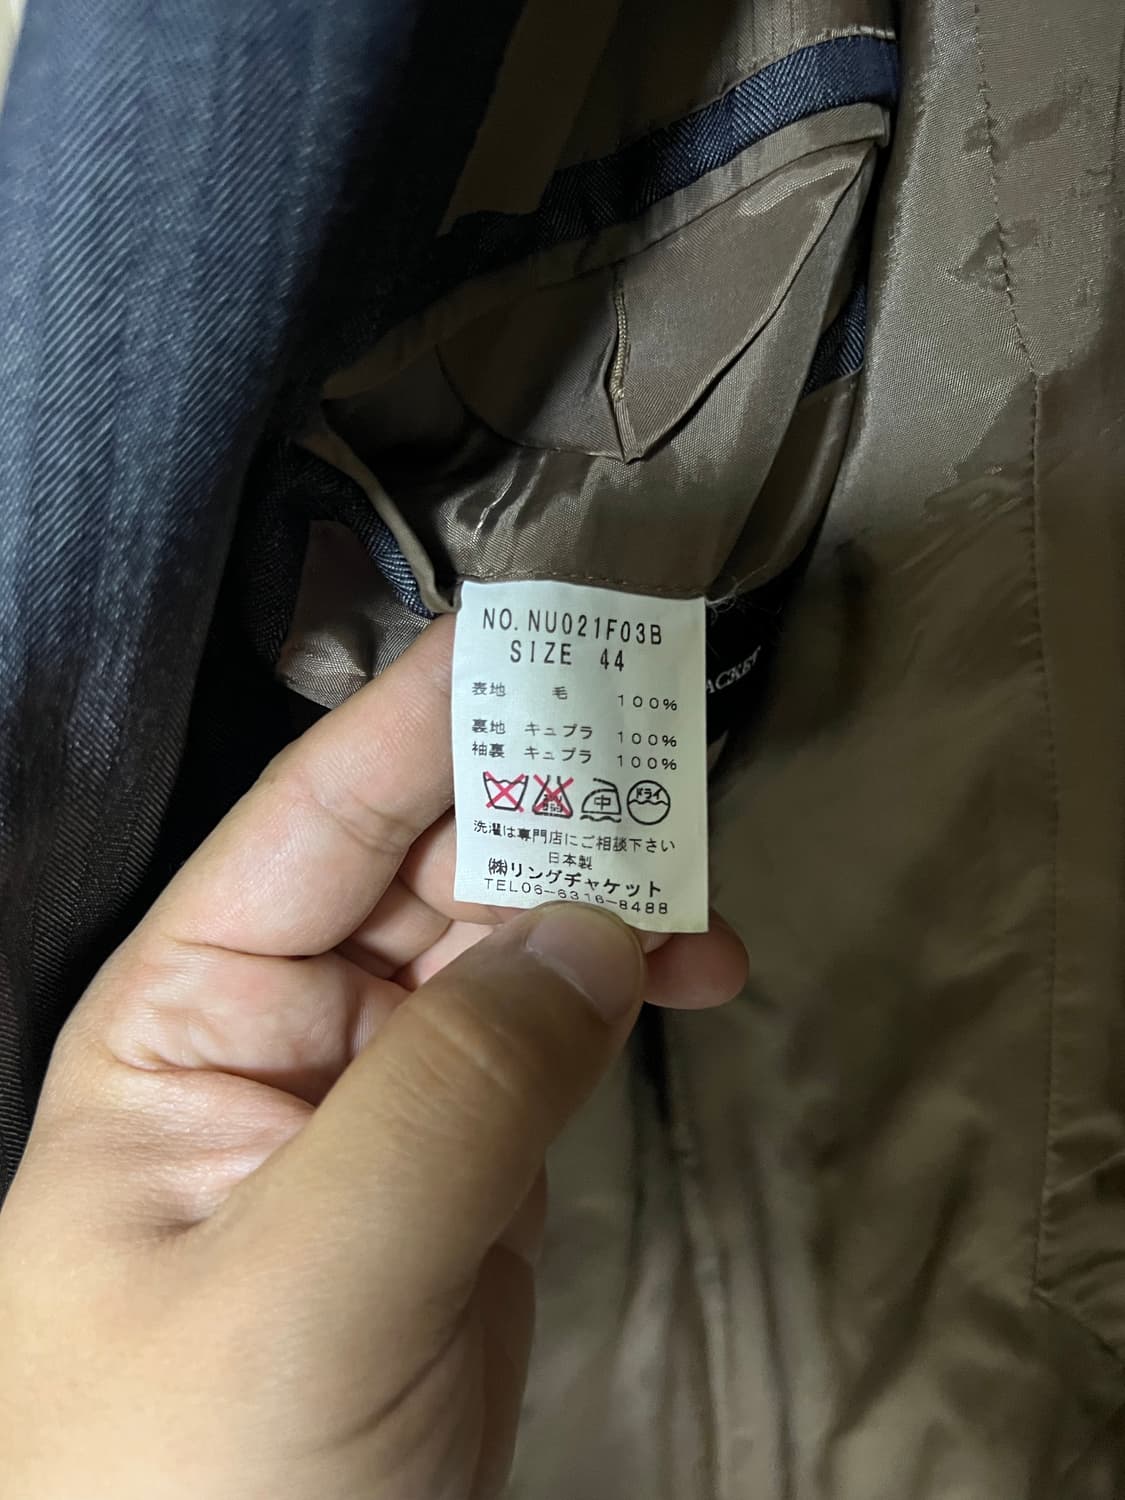 NO. NU021F03B
SIZE 44
表地 毛 100%
裏地 キュプラ 100%
袖裏 キュプラ 100%
中 ドライ
洗濯は専門店にご相談下さい
日本製
㈱リングヂャケット
TEL06-6316-8488
ACKET